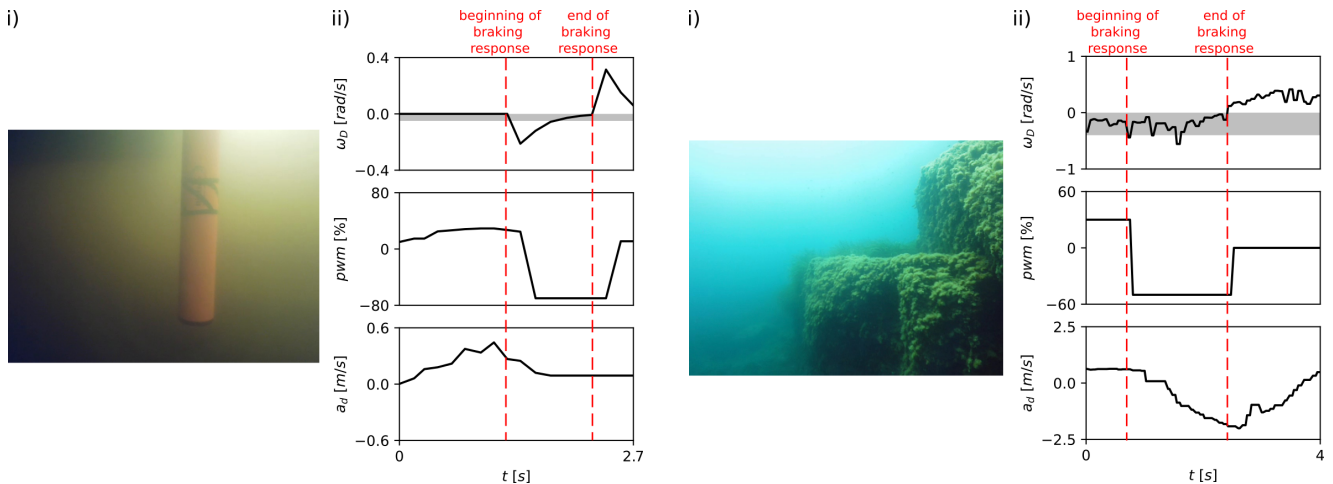 i)
ii)
beginning of
braking
response
end of
braking
response
0.4
0.0
−0.4
ω_D [rad/s]
80
0
−80
pwm [%]
0.6
0.0
−0.6
a_d [m/s]
0
2.7
t [s]
i)
ii)
beginning of
braking
response
end of
braking
response
1
0
−1
ω_D [rad/s]
60
0
−60
pwm [%]
2.5
0.0
−2.5
a_d [m/s]
0
4
t [s]